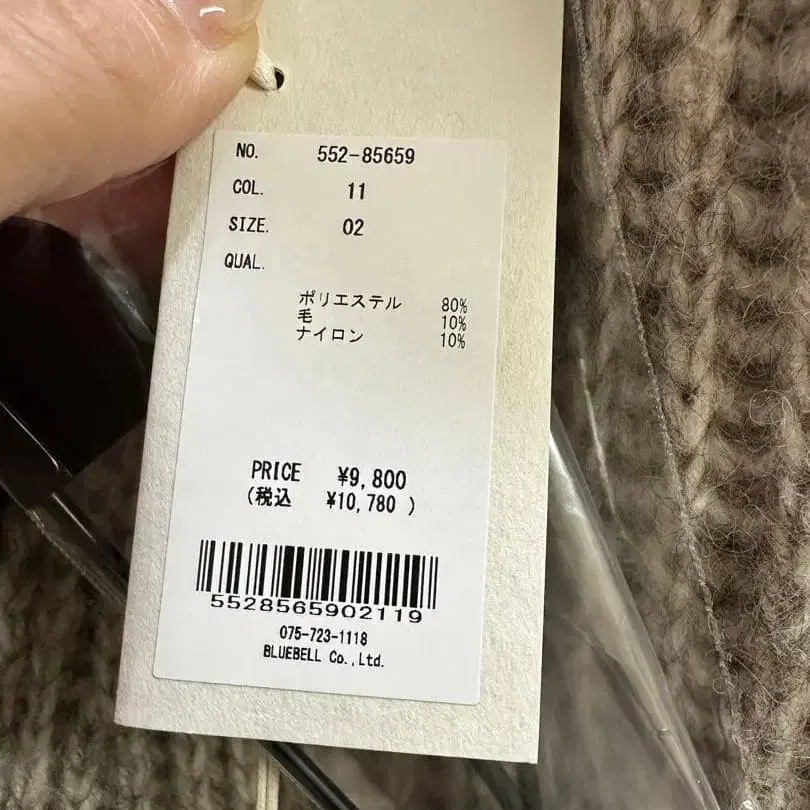 NO. 552-85659
COL. 11
SIZE. 02
QUAL.
ポリエステル 80%
毛 10%
ナイロン 10%
PRICE ¥9,800
(税込 ¥10,780 )
5528565902119
075-723-1118
BLUEBELL Co.,Ltd.